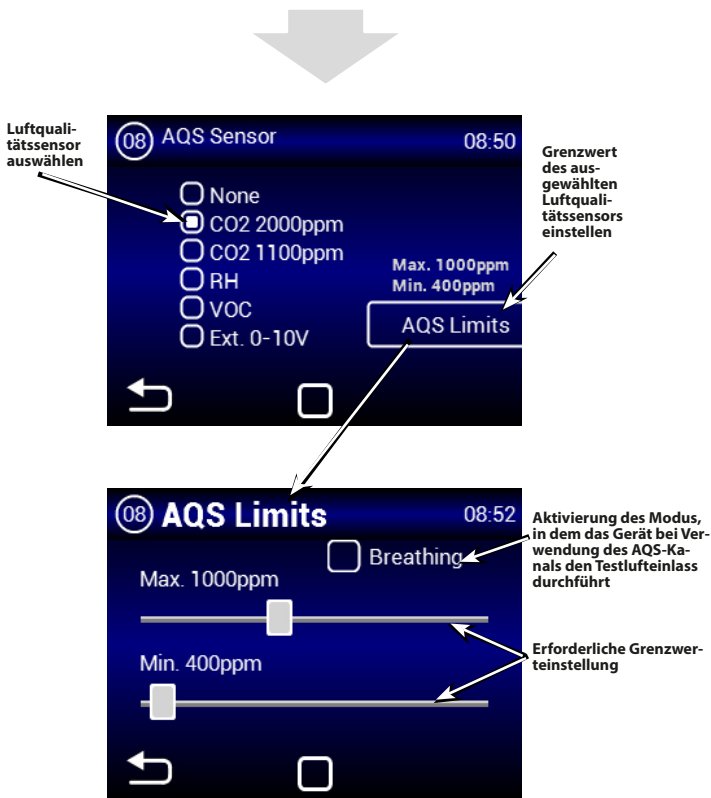 Luftquali-
tätssensor
auswählen
08 AQS Sensor 08:50
None
CO2 2000ppm
CO2 1100ppm
RH
VOC
Ext. 0-10V
Max. 1000ppm
Min. 400ppm
AQS Limits
Grenzwert
des aus-
gewählten
Luftquali-
tätssensors
einstellen
08 AQS Limits 08:52
Breathing
Max. 1000ppm
Min. 400ppm
Aktivierung des Modus,
in dem das Gerät bei Ver-
wendung des AQS-Ka-
nals den Testlufteinlass
durchführt
Erforderliche Grenzwer-
teinstellung